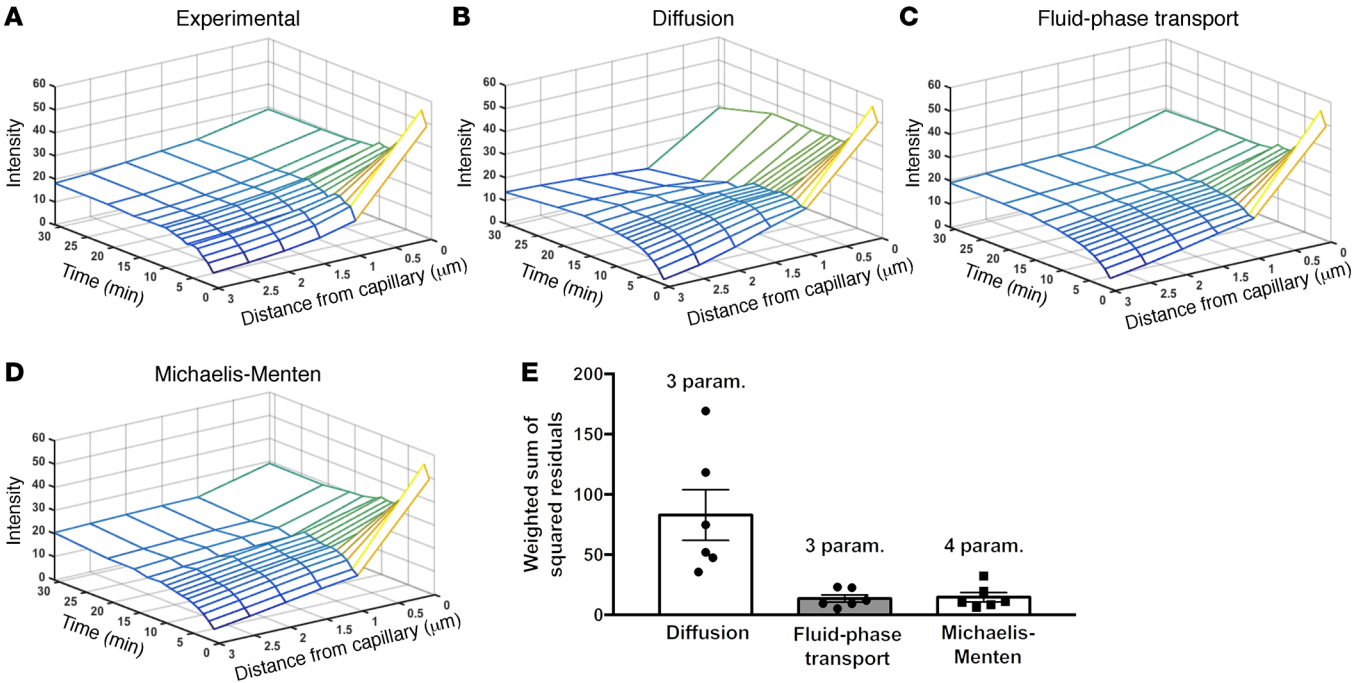 A
Experimental
60
50
40
30
20
10
0
Intensity
30
25
20
15
10
5
0
Time (min)
3
2.5
2
1.5
1
0.5
0
Distance from capillary (μm)
B
Diffusion
60
50
40
30
20
10
0
Intensity
30
25
20
15
10
5
0
Time (min)
3
2.5
2
1.5
1
0.5
0
Distance from capillary (μm)
C
Fluid-phase transport
60
50
40
30
20
10
0
Intensity
30
25
20
15
10
5
0
Time (min)
3
2.5
2
1.5
1
0.5
0
Distance from capillary (μm)
D
Michaelis-Menten
60
50
40
30
20
10
0
Intensity
30
25
20
15
10
5
0
Time (min)
3
2.5
2
1.5
1
0.5
0
Distance from capillary (μm)
E
Weighted sum of
squared residuals
200
150
100
50
0
3 param.
3 param.
4 param.
Diffusion
Fluid-phase
transport
Michaelis-
Menten